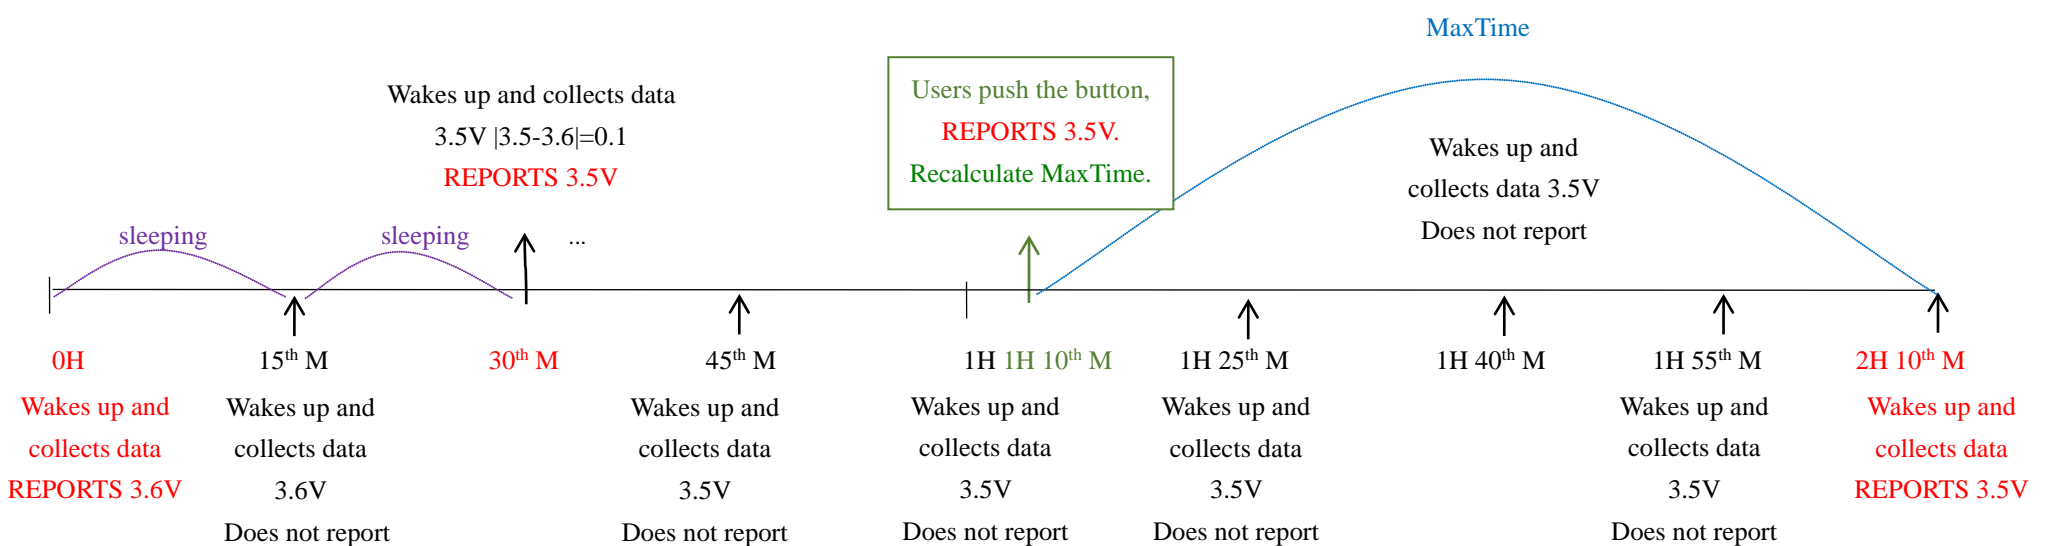 MaxTime
Wakes up and collects data
3.5V |3.5-3.6|=0.1
REPORTS 3.5V
Users push the button,
REPORTS 3.5V.
Recalculate MaxTime.
Wakes up and
collects data 3.5V
Does not report
sleeping
sleeping
...
0H
Wakes up and
collects data
REPORTS 3.6V
15th M
Wakes up and
collects data
3.6V
Does not report
30th M
45th M
Wakes up and
collects data
3.5V
Does not report
1H 1H 10th M
Wakes up and
collects data
3.5V
Does not report
1H 25th M
Wakes up and
collects data
3.5V
Does not report
1H 40th M
1H 55th M
Wakes up and
collects data
3.5V
Does not report
2H 10th M
Wakes up and
collects data
REPORTS 3.5V